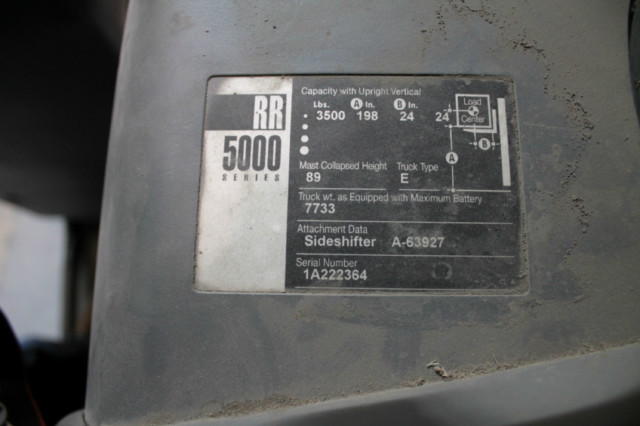 RR
5000
SERIES
Capacity with Upright Vertical
Lbs. A In. B In.
3500 198 24 24
Load
Center
A
B
Mast Collapsed Height Truck Type
89 E
Truck wt. as Equipped with Maximum Battery
7733
Attachment Data
Sideshifter A-63927
Serial Number
1A222364